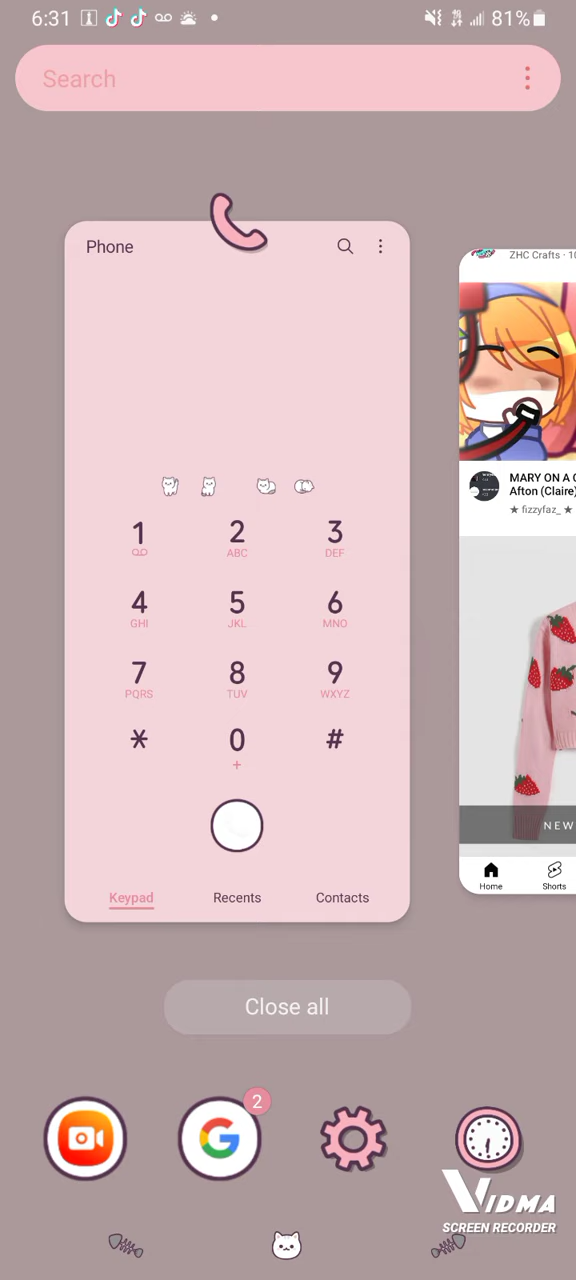 6:31
81%
Search
Phone
ZHC Crafts · 10
1 2 3
ABC DEF
4 5 6
GHI JKL MNO
7 8 9
PQRS TUV WXYZ
* 0 #
+
Keypad Recents Contacts
MARY ON A
Afton (Claire)
★ fizzyfaz_ ★
NEW
Home Shorts
Close all
2
VIDMA
SCREEN RECORDER